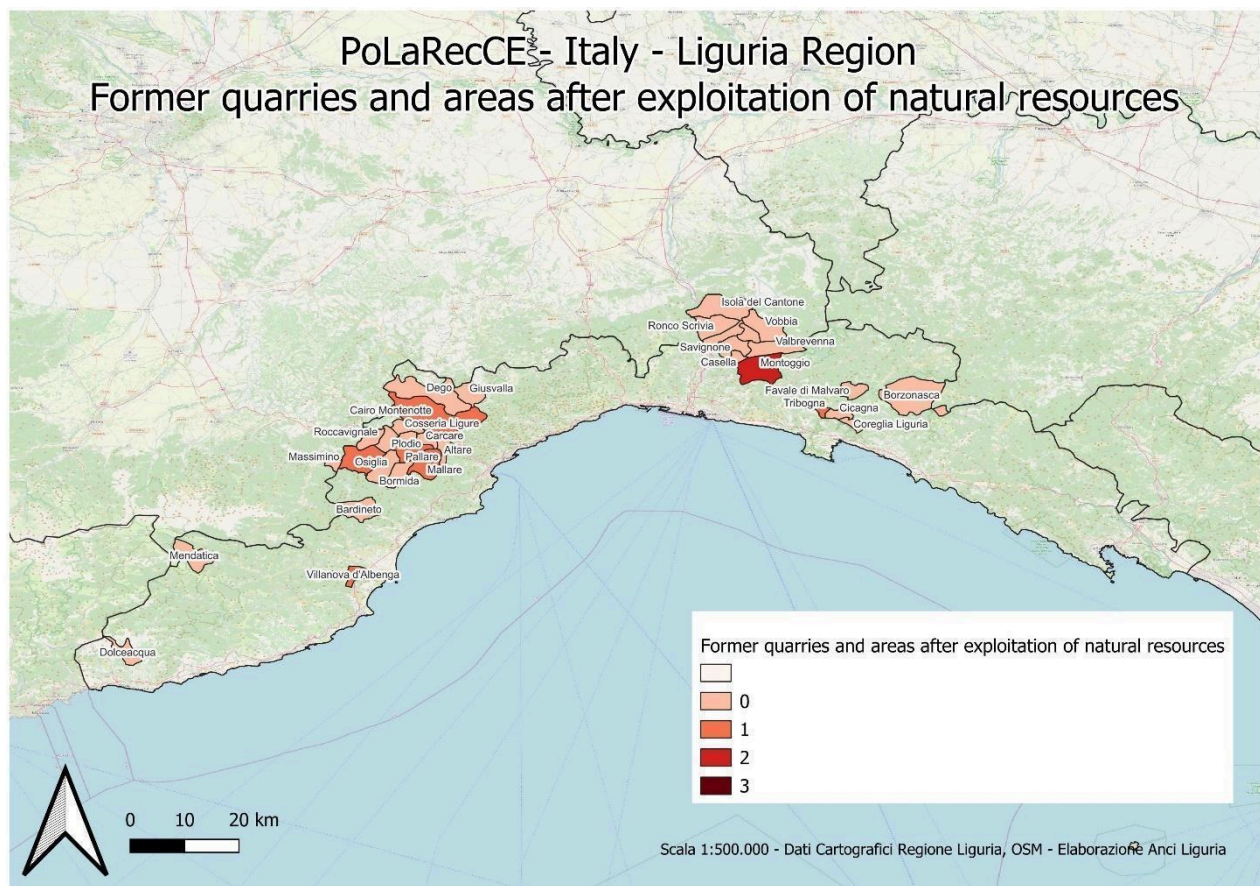 PoLaRecCE - Italy - Liguria Region
Former quarries and areas after exploitation of natural resources
Isola del Cantone
Ronco Scrivia
Vobbia
Savignone
Valbrevenna
Casella
Montoggio
Favale di Malvaro
Borzonasca
Tribogna
Cicagna
Coreglia Liguria
Dego
Giusvalla
Cairo Montenotte
Cosseria Ligure
Roccavignale
Carcare
Plodio
Altare
Massimino
Osiglia
Pallare
Mallare
Bormida
Bardineto
Mendatica
Villanova d'Albenga
Dolceacqua
Former quarries and areas after exploitation of natural resources
0
1
2
3
0 10 20 km
Scala 1:500.000 - Dati Cartografici Regione Liguria, OSM - Elaborazione Anci Liguria